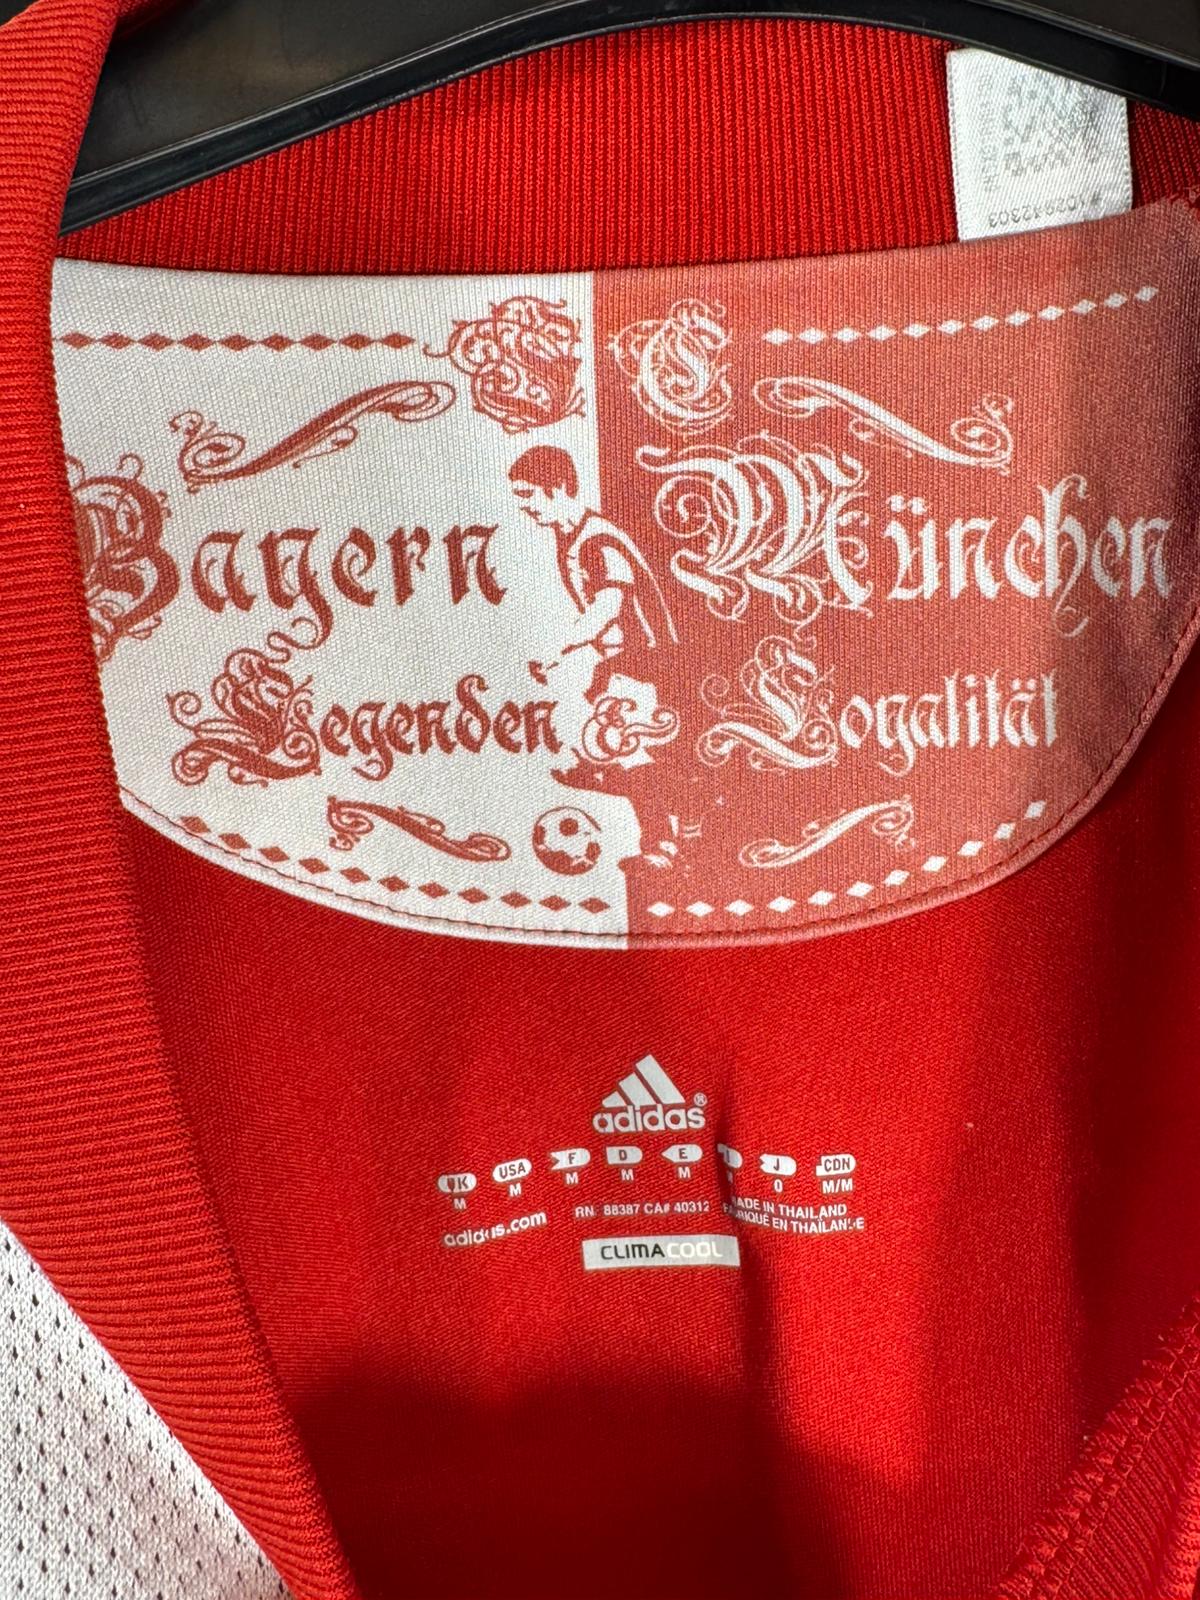 F C
Bayern München
Legenden & Loyalität
adidas®
UK USA F D E I J CDN
M M M M M O M/M
adidas.com
RN 88387 CA# 40312
MADE IN THAILAND
FABRIQUÉ EN THAÏLANDE
CLIMACOOL